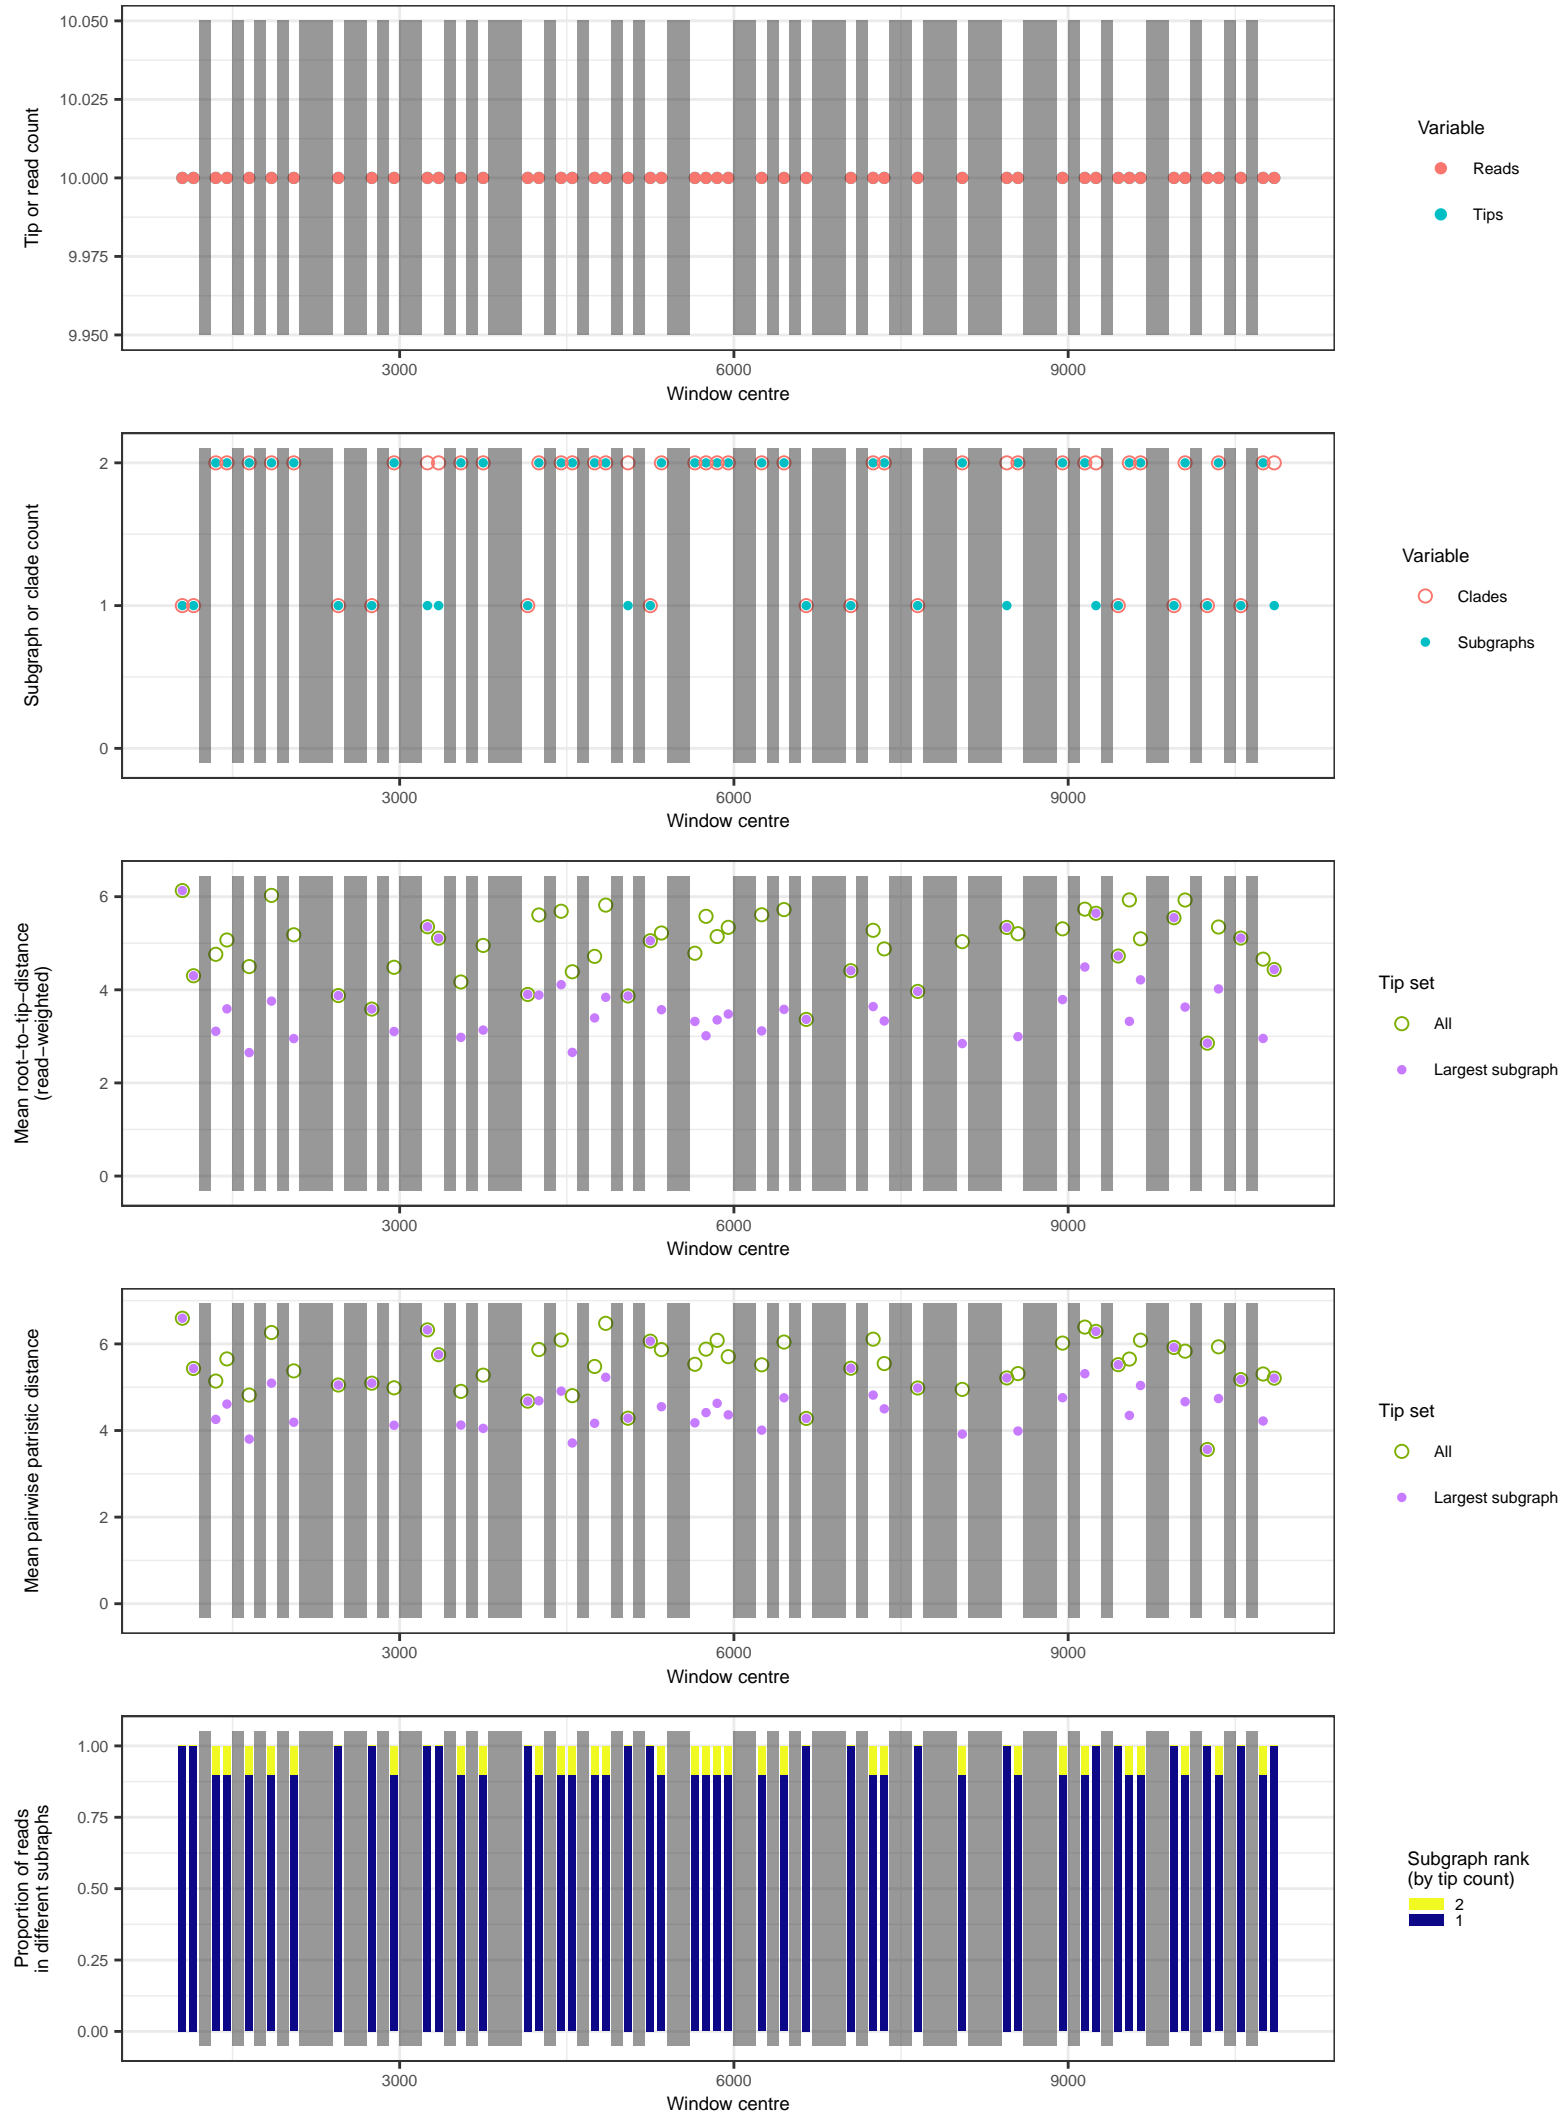 10.050
10.025
10.000
9.975
9.950
Tip or read count
3000
6000
9000
Window centre
Variable
Reads
Tips
2
1
0
Subgraph or clade count
3000
6000
9000
Window centre
Variable
Clades
Subgraphs
6
4
2
0
Mean root−to−tip−distance
(read−weighted)
3000
6000
9000
Window centre
Tip set
All
Largest subgraph
6
4
2
0
Mean pairwise patristic distance
3000
6000
9000
Window centre
Tip set
All
Largest subgraph
1.00
0.75
0.50
0.25
0.00
Proportion of reads
in different subraphs
3000
6000
9000
Window centre
Subgraph rank
(by tip count)
2
1